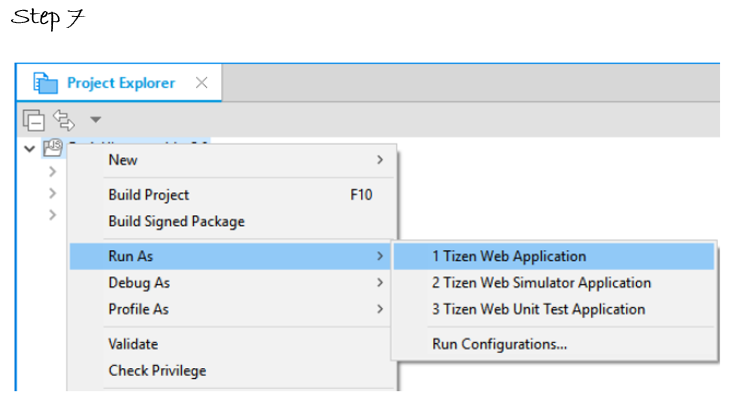 Step 7
Project Explorer
New
Build Project F10
Build Signed Package
Run As 1 Tizen Web Application
Debug As 2 Tizen Web Simulator Application
Profile As 3 Tizen Web Unit Test Application
Validate Run Configurations...
Check Privilege